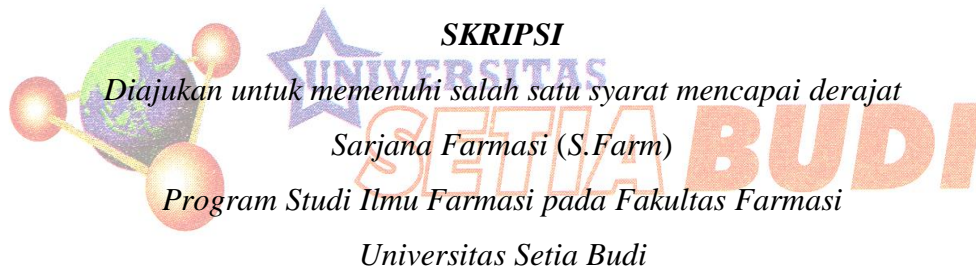 SKRIPSI
UNIVERSITAS
SETIA BUDI
Diajukan untuk memenuhi salah satu syarat mencapai derajat
Sarjana Farmasi (S.Farm)
Program Studi Ilmu Farmasi pada Fakultas Farmasi
Universitas Setia Budi